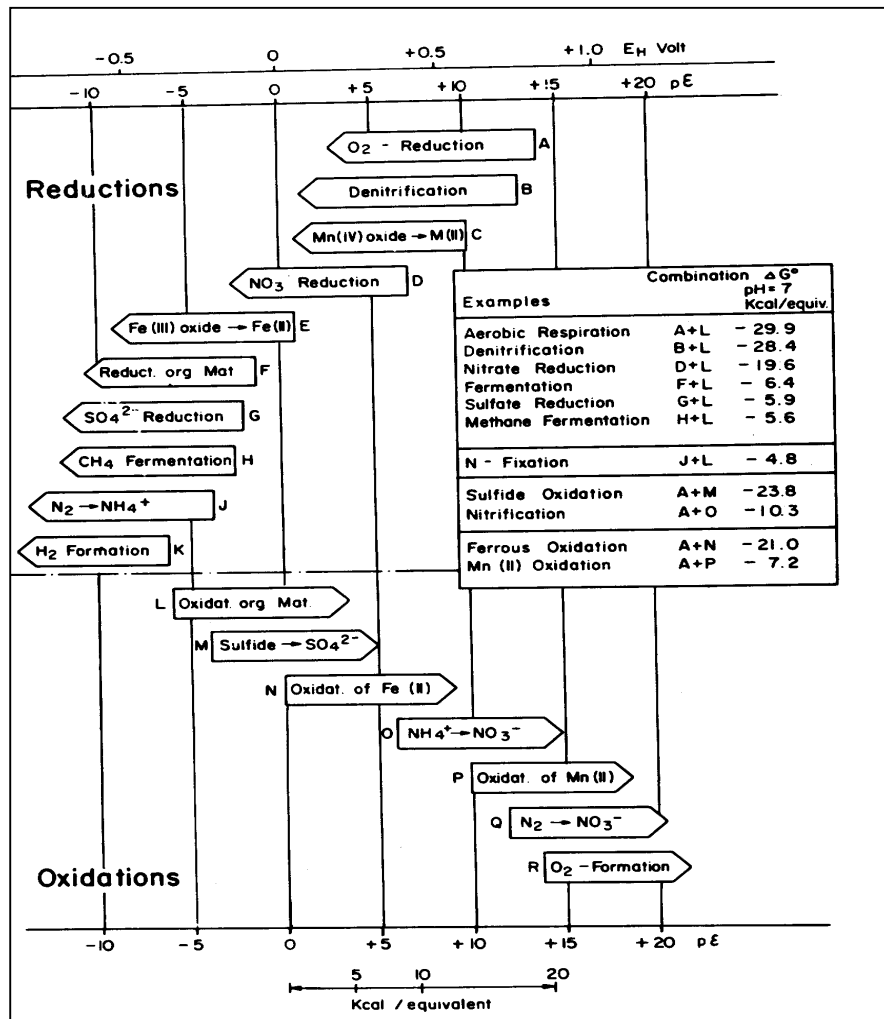 -0.5 0 +0.5 +1.0 EH Volt
-10 -5 0 +5 +10 +15 +20 pε
O2 - Reduction A
Reductions
Denitrification B
Mn(IV) oxide → M(II) C
NO3 Reduction D
Fe(III) oxide → Fe(II) E
Reduct. org Mat F
SO4 2- Reduction G
CH4 Fermentation H
N2 → NH4+ J
H2 Formation K
Combination Δ G°
pH = 7
Examples Kcal/equiv.
Aerobic Respiration A+L - 29.9
Denitrification B+L - 28.4
Nitrate Reduction D+L - 19.6
Fermentation F+L - 6.4
Sulfate Reduction G+L - 5.9
Methane Fermentation H+L - 5.6
N - Fixation J+L - 4.8
Sulfide Oxidation A+M -23.8
Nitrification A+O -10.3
Ferrous Oxidation A+N -21.0
Mn (II) Oxidation A+P - 7.2
L Oxidat. org Mat.
M Sulfide → SO4 2-
N Oxidat. of Fe (II)
O NH4+ → NO3-
P Oxidat. of Mn(II)
Q N2 → NO3-
R O2 - Formation
Oxidations
-10 -5 0 +5 +10 +15 +20 pε
5 10 20
Kcal / equivalent